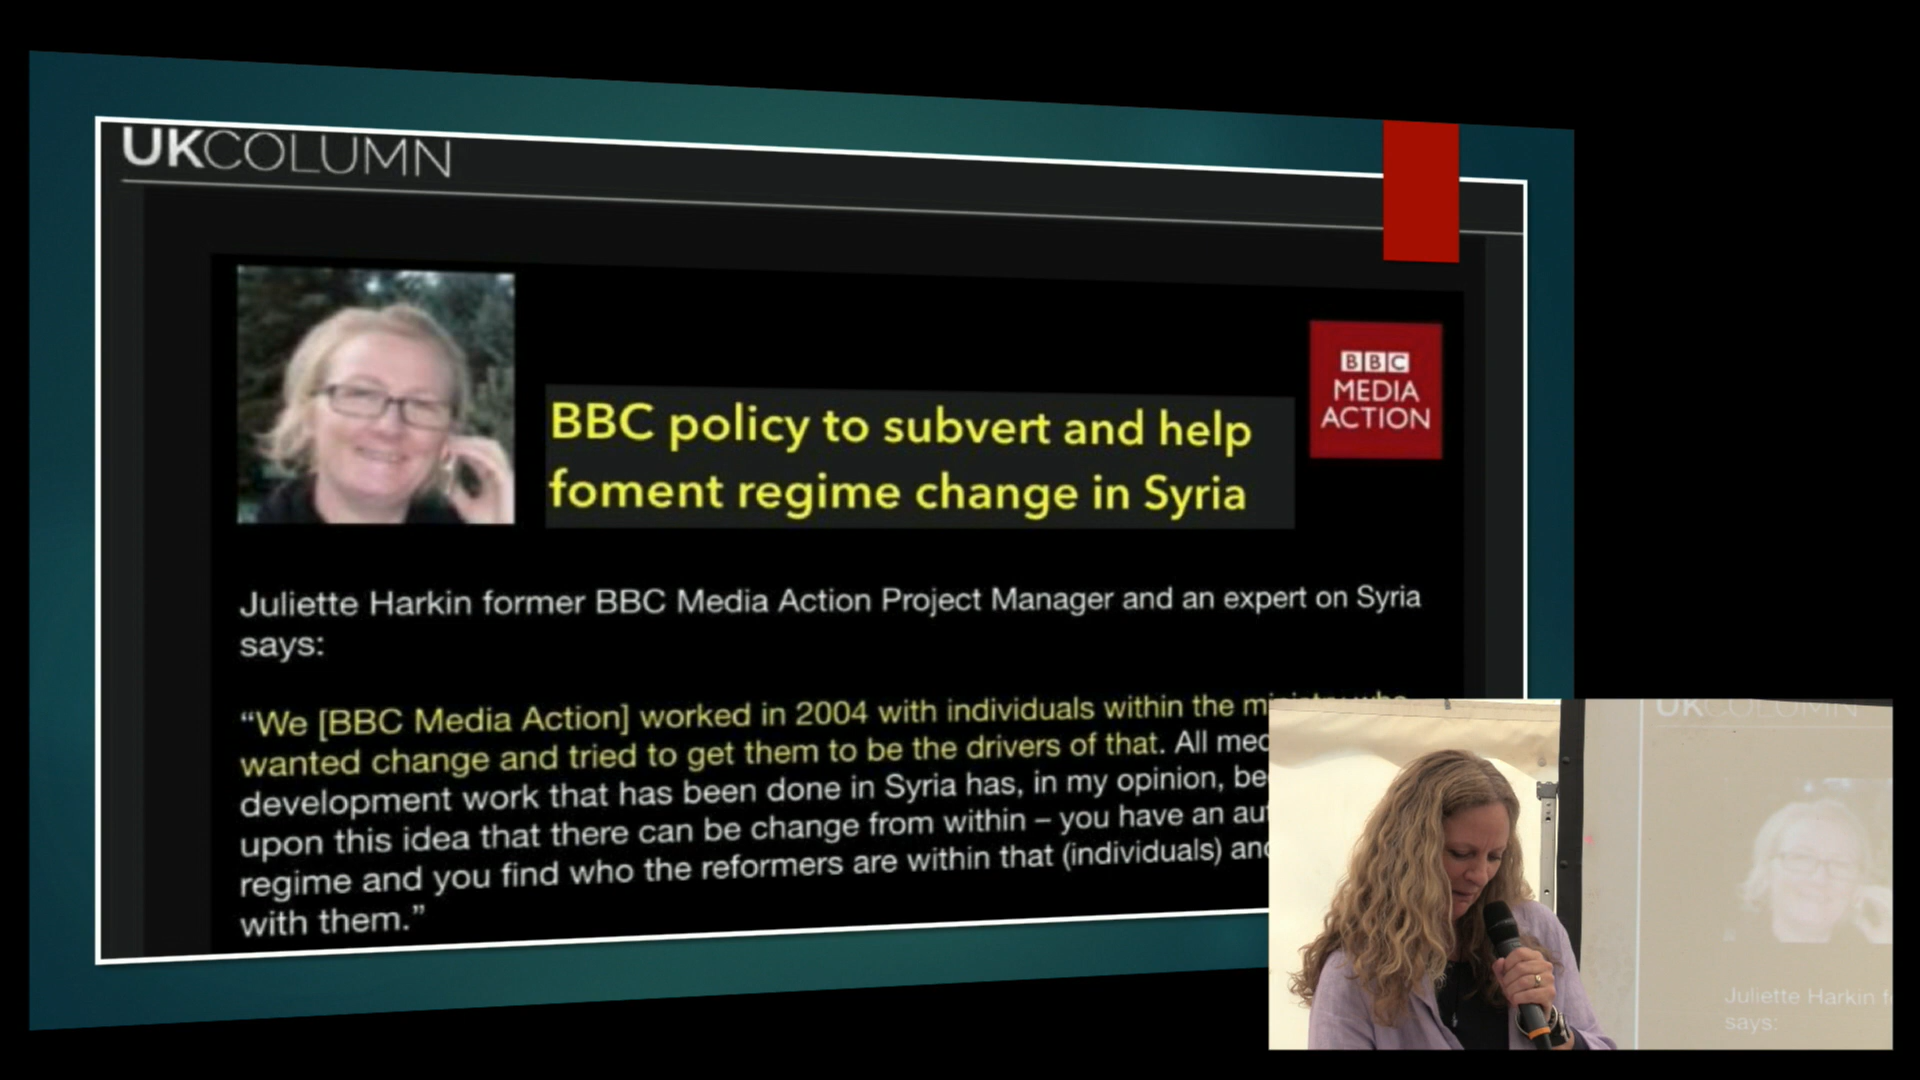 UKCOLUMN
BBC policy to subvert and help
foment regime change in Syria
BBC
MEDIA
ACTION
Juliette Harkin former BBC Media Action Project Manager and an expert on Syria
says:
“We [BBC Media Action] worked in 2004 with individuals within the ministry who
wanted change and tried to get them to be the drivers of that. All
development work that has been done in Syria has, in my opinion,
upon this idea that there can be change from within – you have an
regime and you find who the reformers are within that (individuals)
with them.”
UKCOLUMN
Juliette Harkin
says: